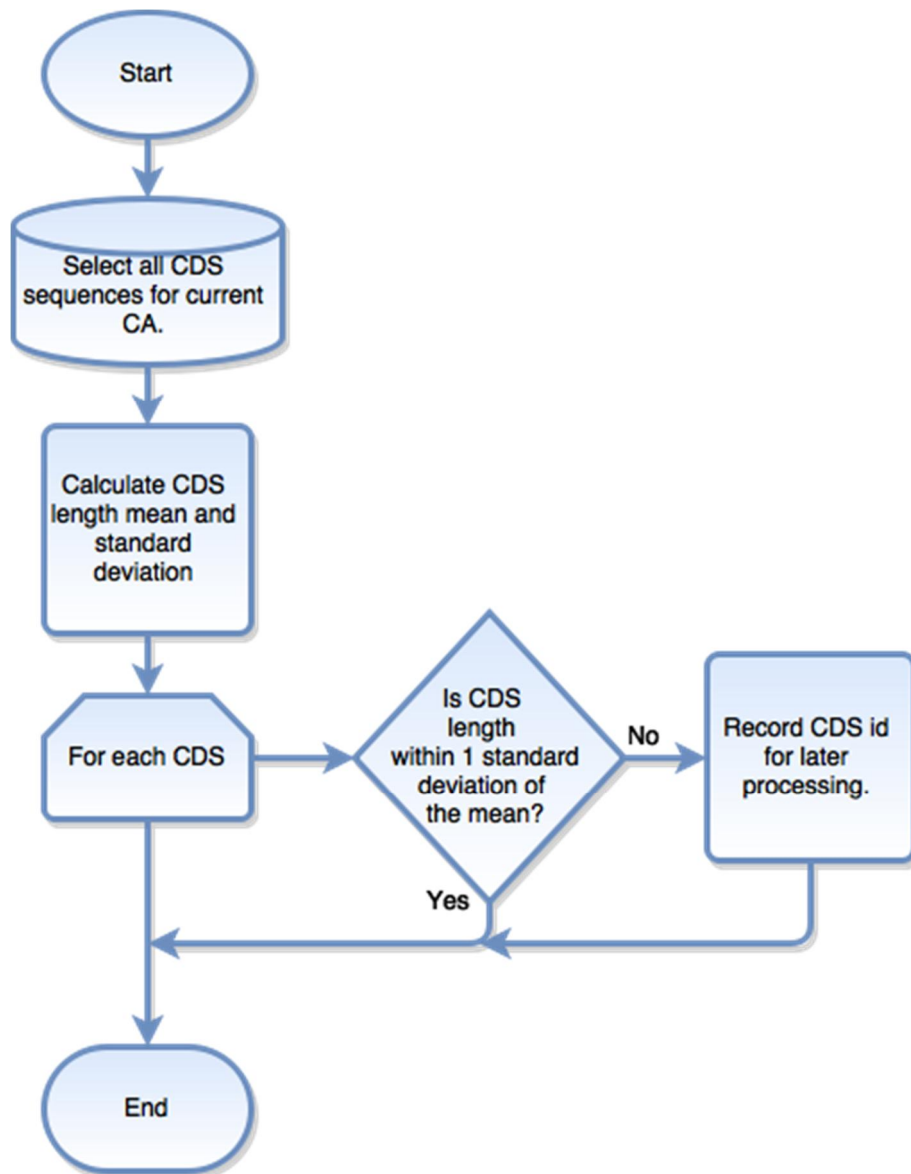 Start
Select all CDS
sequences for current
CA.
Calculate CDS
length mean and
standard
deviation
For each CDS
Is CDS
length
within 1 standard
deviation of
the mean?
No
Record CDS id
for later
processing.
Yes
End